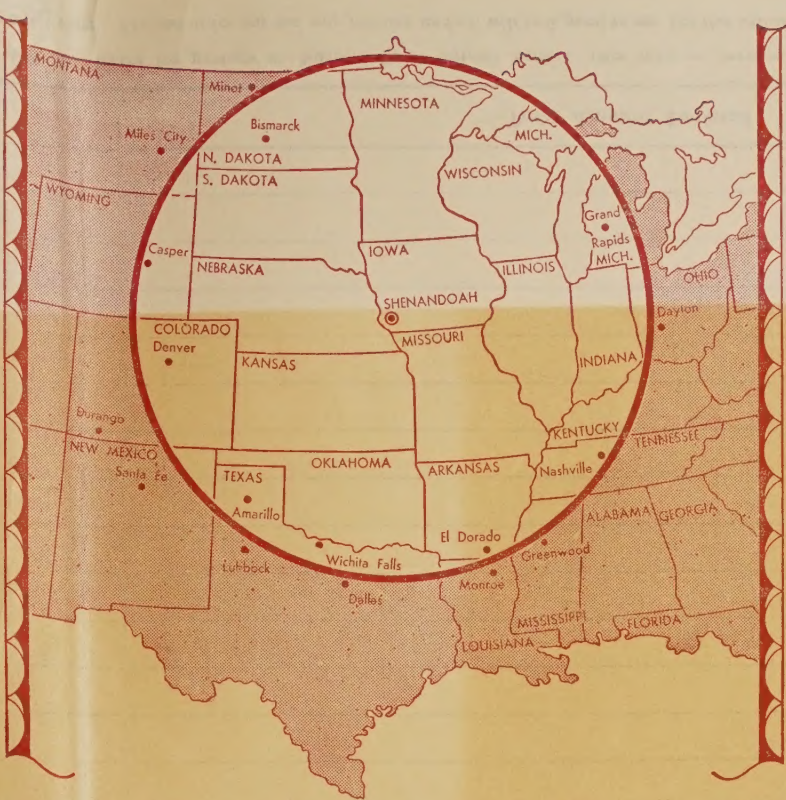 MONTANA
Minot
MINNESOTA
Miles City
Bismarck
MICH.
N. DAKOTA
S. DAKOTA
WISCONSIN
WYOMING
Grand
Rapids
MICH.
Casper
IOWA
NEBRASKA
ILLINOIS
OHIO
SHENANDOAH
COLORADO
Denver
MISSOURI
Dayton
KANSAS
INDIANA
Durango
KENTUCKY
TENNESSEE
NEW MEXICO
Santa Fe
TEXAS
OKLAHOMA
ARKANSAS
Nashville
Amarillo
ALABAMA
GEORGIA
El Dorado
Lubbock
Wichita Falls
Greenwood
Monroe
Dallas
MISSISSIPPI
FLORIDA
LOUISIANA